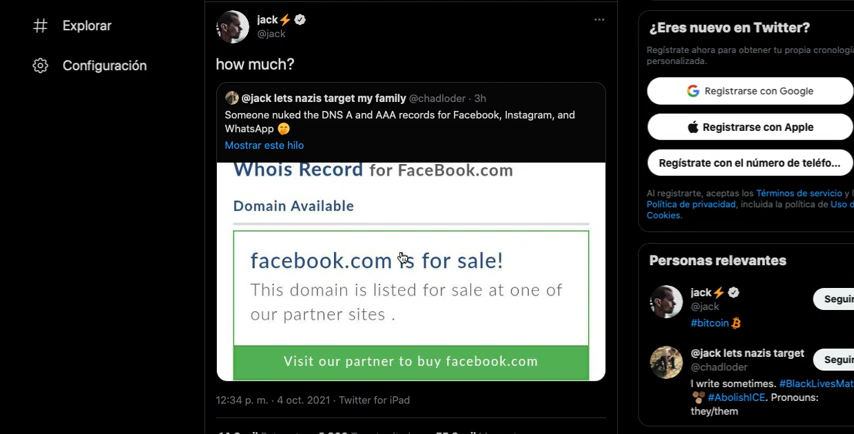 Explorar
Configuración
jack⚡
@jack
how much?
@jack lets nazis target my family @chadloder · 3h
Someone nuked the DNS A and AAA records for Facebook, Instagram, and
WhatsApp 🤭
Mostrar este hilo
Whois Record for FaceBook.com
Domain Available
facebook.com is for sale!
This domain is listed for sale at one of
our partner sites .
Visit our partner to buy facebook.com
12:34 p. m. · 4 oct. 2021 · Twitter for iPad
¿Eres nuevo en Twitter?
Regístrate ahora para obtener tu propia cronología
personalizada.
Registrarse con Google
Registrarse con Apple
Regístrate con el número de teléfo...
Al registrarte, aceptas los Términos de servicio y l
Política de privacidad, incluida la política de Uso d
Cookies.
Personas relevantes
jack⚡
@jack
Seguir
#bitcoin
@jack lets nazis target
@chadloder
Seguir
I write sometimes. #BlackLivesMat
#AbolishICE. Pronouns:
they/them